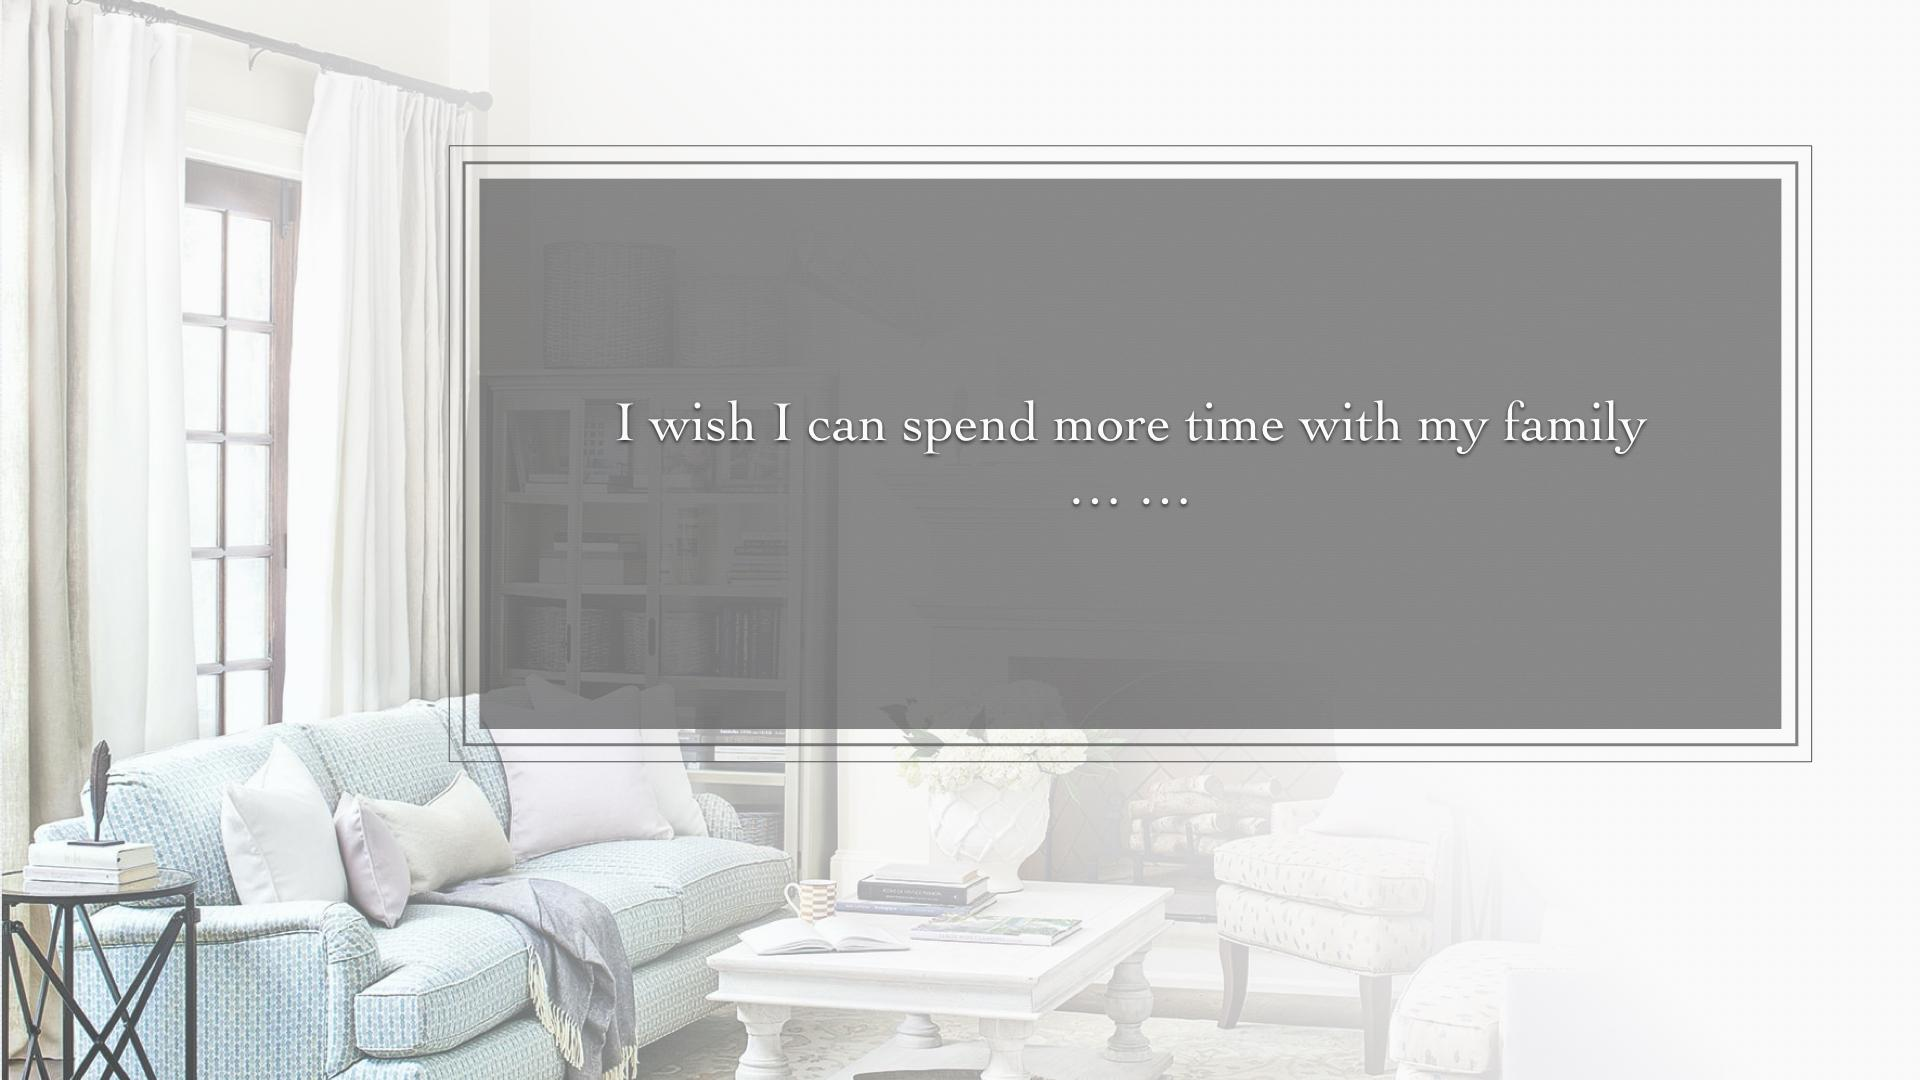 I wish I can spend more time with my family
… …